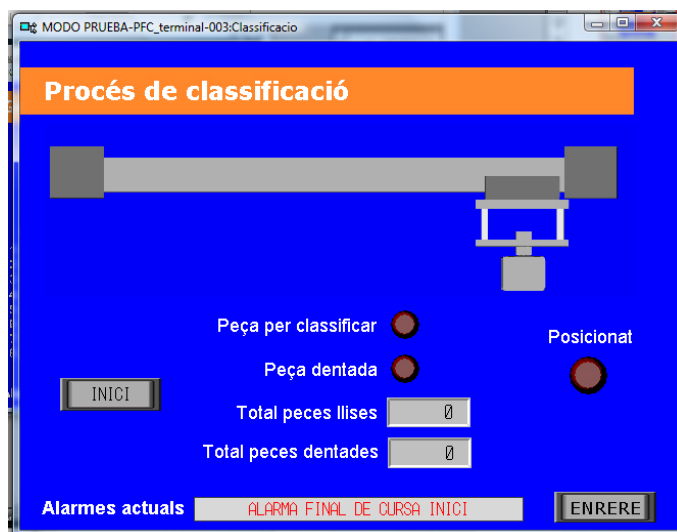 MODO PRUEBA-PFC_terminal-003:Classificacio
Procés de classificació
Peça per classificar
Posicionat
Peça dentada
INICI
Total peces llises 0
Total peces dentades 0
Alarmes actuals ALARMA FINAL DE CURSA INICI ENRERE